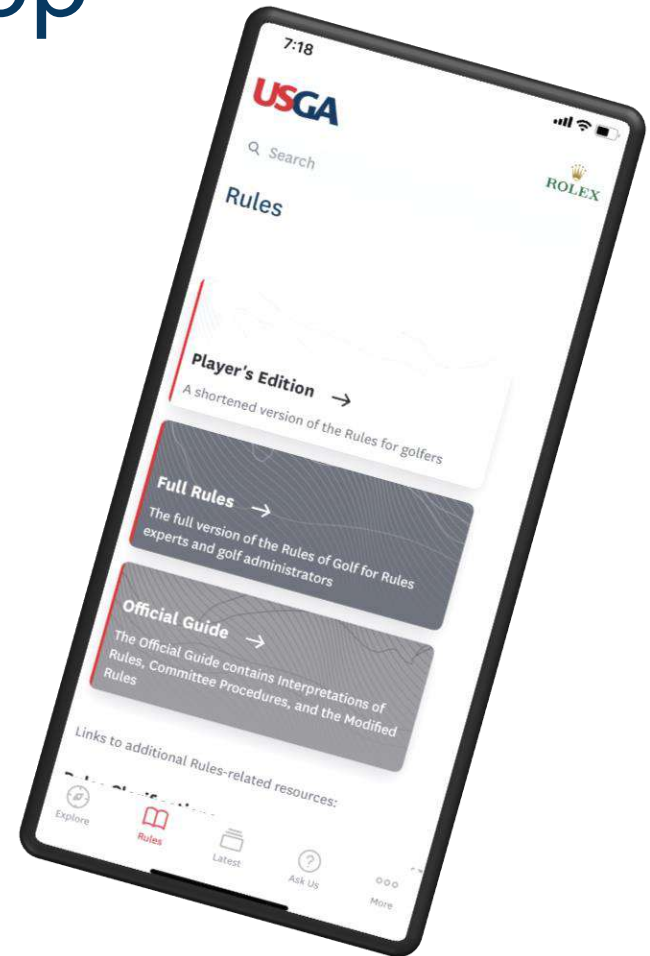 7:18
USGA
Search
ROLEX
Rules
Player's Edition →
A shortened version of the Rules for golfers
Full Rules →
The full version of the Rules of Golf for Rules
experts and golf administrators
Official Guide →
The Official Guide contains Interpretations of
Rules, Committee Procedures, and the Modified
Rules
Links to additional Rules-related resources:
Explore
Rules
Latest
Ask Us
More